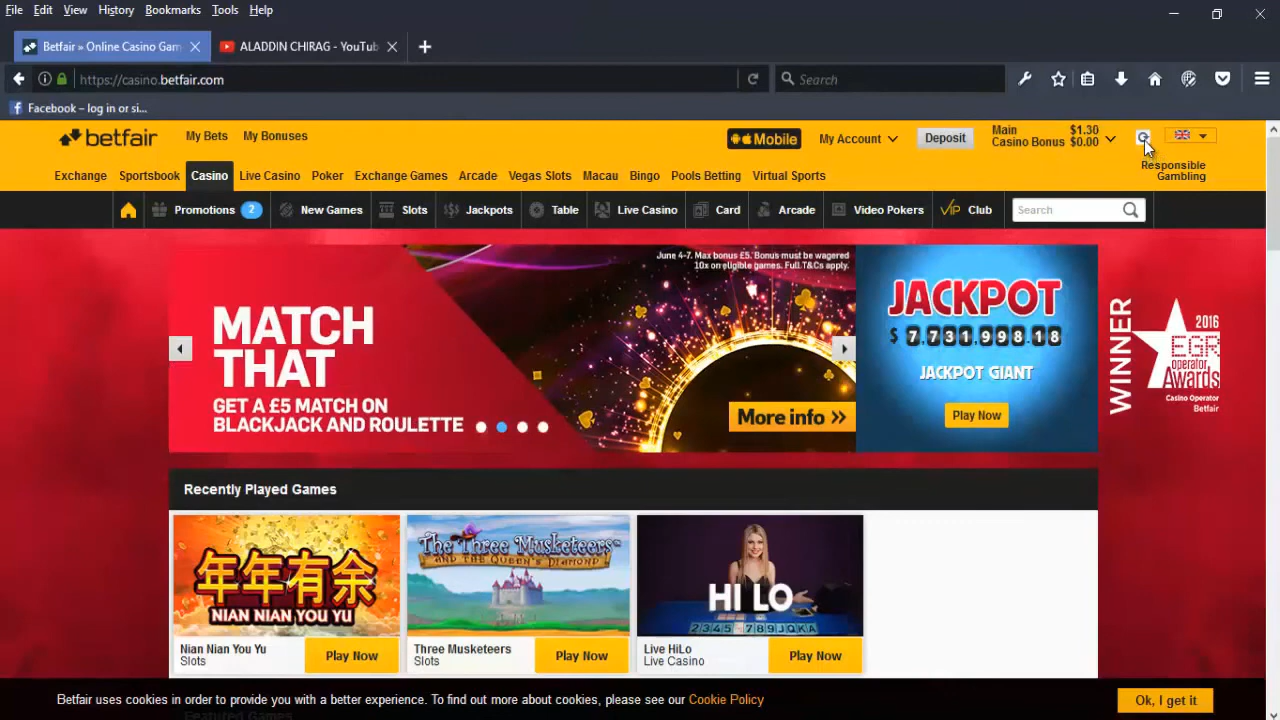 File Edit View History Bookmarks Tools Help
Betfair » Online Casino Gam
ALADDIN CHIRAG - YouTub
https://casino.betfair.com
Search
Facebook – log in or si...
betfair
My Bets
My Bonuses
Mobile
My Account
Deposit
Main $1.30
Casino Bonus $0.00
Responsible
Gambling
Exchange Sportsbook Casino Live Casino Poker Exchange Games Arcade Vegas Slots Macau Bingo Pools Betting Virtual Sports
Promotions 2 New Games Slots Jackpots Table Live Casino Card Arcade Video Pokers VIP Club Search
June 4-7. Max bonus £5. Bonus must be wagered
10x on eligible games. Full T&Cs apply.
MATCH
THAT
GET A £5 MATCH ON
BLACKJACK AND ROULETTE
More info »
JACKPOT
$ 7,731,998.18
JACKPOT GIANT
Play Now
WINNER
2016
EGR
operator
Awards
Casino Operator
Betfair
Recently Played Games
年年有余
NIAN NIAN YOU YU
The Three Musketeers
AND THE QUEEN'S DIAMOND
HI LO
Nian Nian You Yu
Slots
Play Now
Three Musketeers
Slots
Play Now
Live HiLo
Live Casino
Play Now
Betfair uses cookies in order to provide you with a better experience. To find out more about cookies, please see our Cookie Policy
Ok, I get it